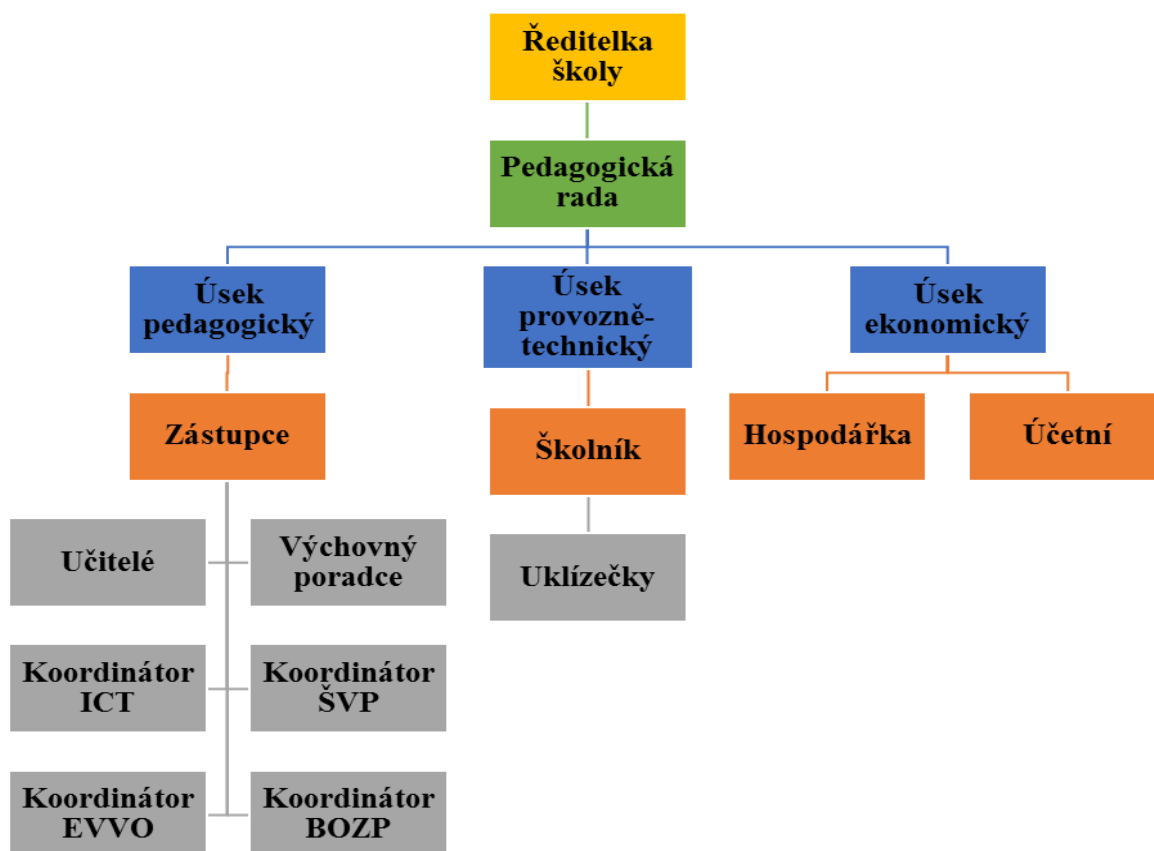 Ředitelka
školy
Pedagogická
rada
Úsek
pedagogický
Úsek
provozně-
technický
Úsek
ekonomický
Zástupce
Školník
Hospodářka
Účetní
Učitelé
Výchovný
poradce
Uklízečky
Koordinátor
ICT
Koordinátor
ŠVP
Koordinátor
EVVO
Koordinátor
BOZP